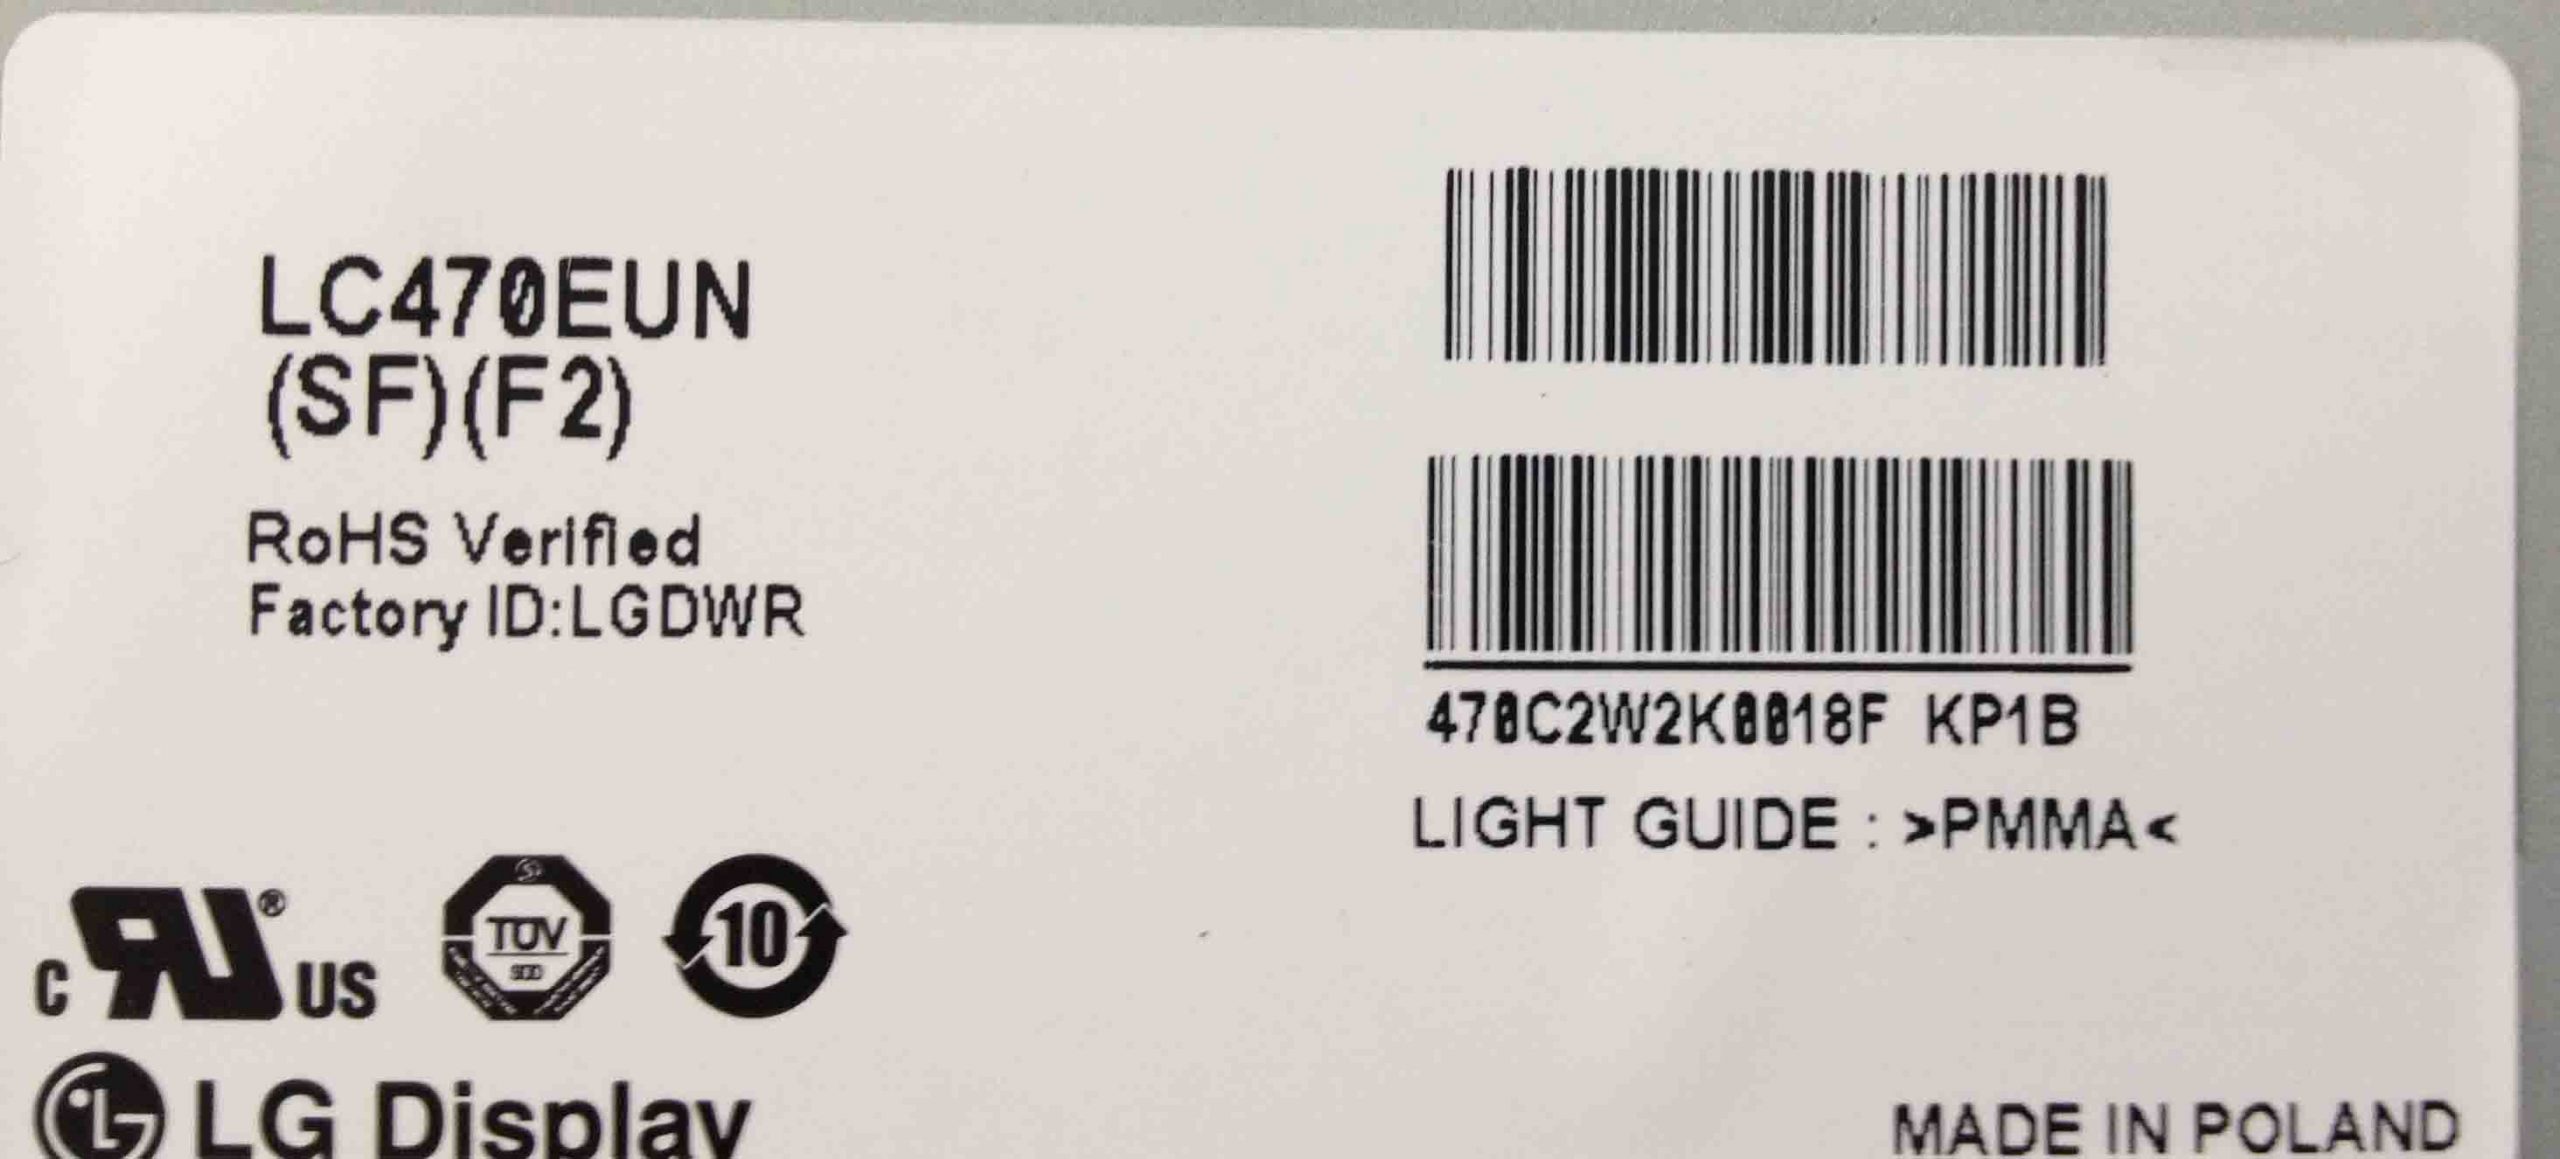 LC470EUN
(SF)(F2)
RoHS Verified
Factory ID:LGDWR
470C2W2K0018F KP1B
LIGHT GUIDE : >PMMA<
c RU ® US
TÜV
10
LG Display
MADE IN POLAND